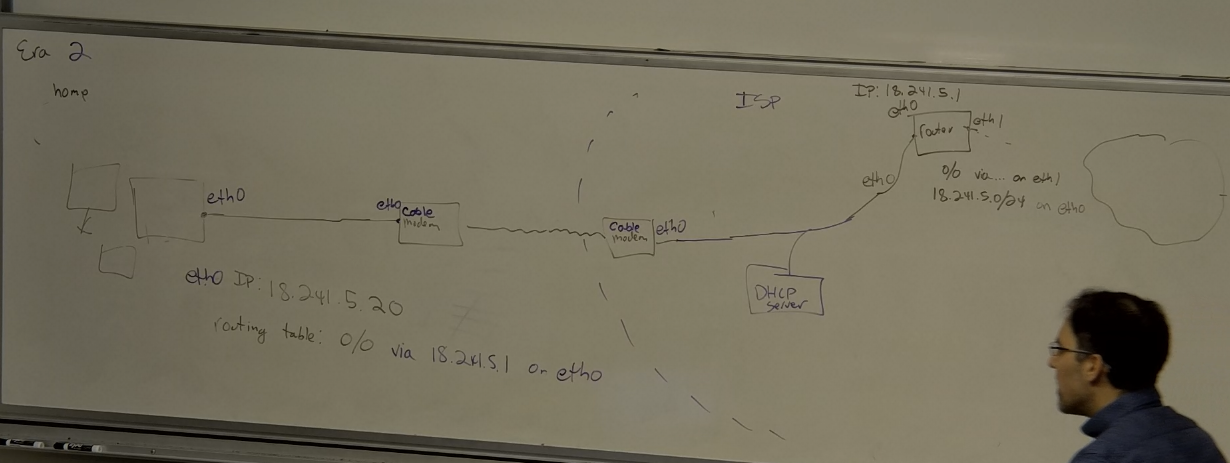 Era 2
home
ISP
IP: 18.241.5.1
eth0
router
eth1
0/0 via... on eth1
18.241.5.0/24 on eth0
eth0
eth0
eth0
Cable
modem
Cable
modem
eth0
DHCP
Server
eth0 IP: 18.241.5.20
routing table: 0/0 via 18.241.5.1 on eth0